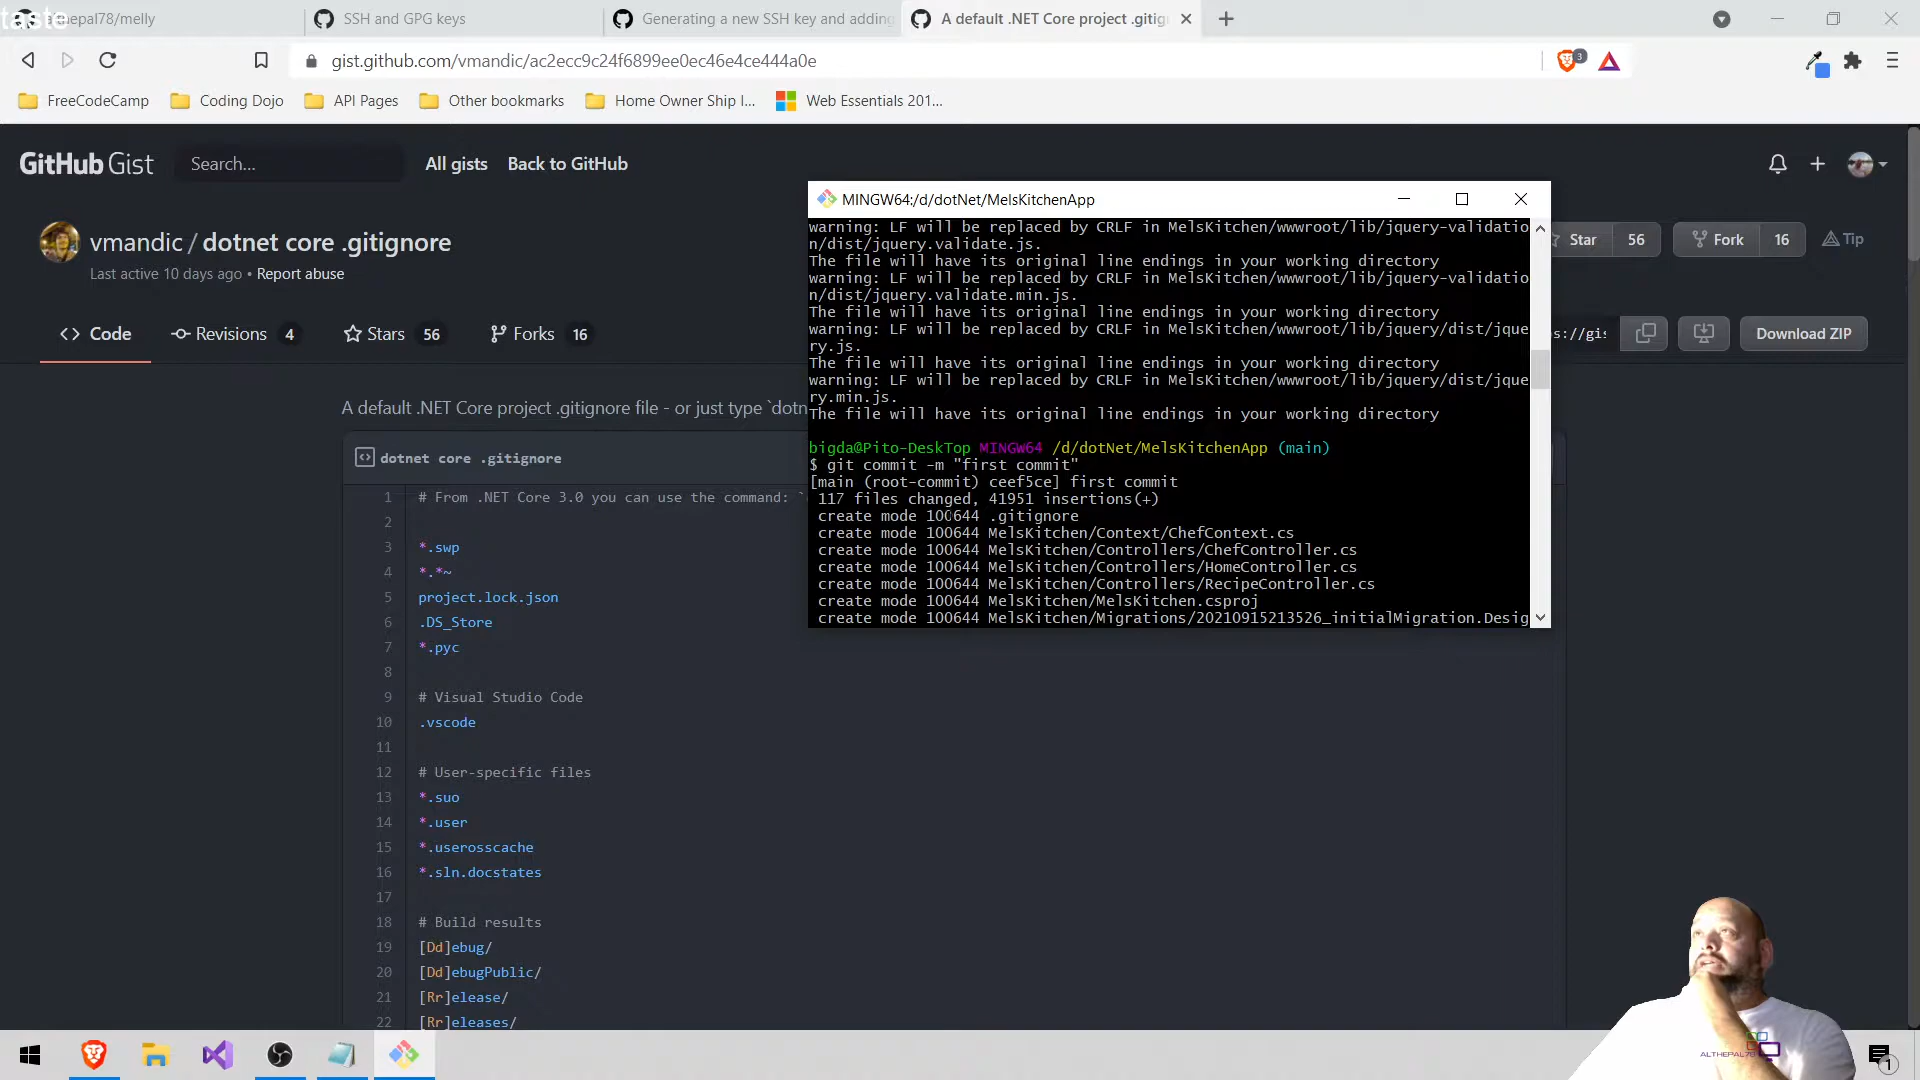 taste
althepal78/melly
SSH and GPG keys
Generating a new SSH key and adding
A default .NET Core project .gitig
gist.github.com/vmandic/ac2ecc9c24f6899ee0ec46e4ce444a0e
3
FreeCodeCamp
Coding Dojo
API Pages
Other bookmarks
Home Owner Ship I...
Web Essentials 201...
GitHub Gist
Search...
All gists
Back to GitHub
vmandic / dotnet core .gitignore
Last active 10 days ago • Report abuse
Star 56
Fork 16
Tip
Code
Revisions 4
Stars 56
Forks 16
s://gis
Download ZIP
A default .NET Core project .gitignore file - or just type `dotn
dotnet core .gitignore
1 # From .NET Core 3.0 you can use the command: `
2
3 *.swp
4 *.*~
5 project.lock.json
6 .DS_Store
7 *.pyc
8
9 # Visual Studio Code
10 .vscode
11
12 # User-specific files
13 *.suo
14 *.user
15 *.userosscache
16 *.sln.docstates
17
18 # Build results
19 [Dd]ebug/
20 [Dd]ebugPublic/
21 [Rr]elease/
22 [Rr]eleases/
MINGW64:/d/dotNet/MelsKitchenApp
warning: LF will be replaced by CRLF in MelsKitchen/wwwroot/lib/jquery-validatio
n/dist/jquery.validate.js.
The file will have its original line endings in your working directory
warning: LF will be replaced by CRLF in MelsKitchen/wwwroot/lib/jquery-validatio
n/dist/jquery.validate.min.js.
The file will have its original line endings in your working directory
warning: LF will be replaced by CRLF in MelsKitchen/wwwroot/lib/jquery/dist/jque
ry.js.
The file will have its original line endings in your working directory
warning: LF will be replaced by CRLF in MelsKitchen/wwwroot/lib/jquery/dist/jque
ry.min.js.
The file will have its original line endings in your working directory
bigda@Pito-DeskTop MINGW64 /d/dotNet/MelsKitchenApp (main)
$ git commit -m "first commit"
[main (root-commit) ceef5ce] first commit
117 files changed, 41951 insertions(+)
create mode 100644 .gitignore
create mode 100644 MelsKitchen/Context/ChefContext.cs
create mode 100644 MelsKitchen/Controllers/ChefController.cs
create mode 100644 MelsKitchen/Controllers/HomeController.cs
create mode 100644 MelsKitchen/Controllers/RecipeController.cs
create mode 100644 MelsKitchen/MelsKitchen.csproj
create mode 100644 MelsKitchen/Migrations/20210915213526_initialMigration.Desig
ALTHEPAL78
1